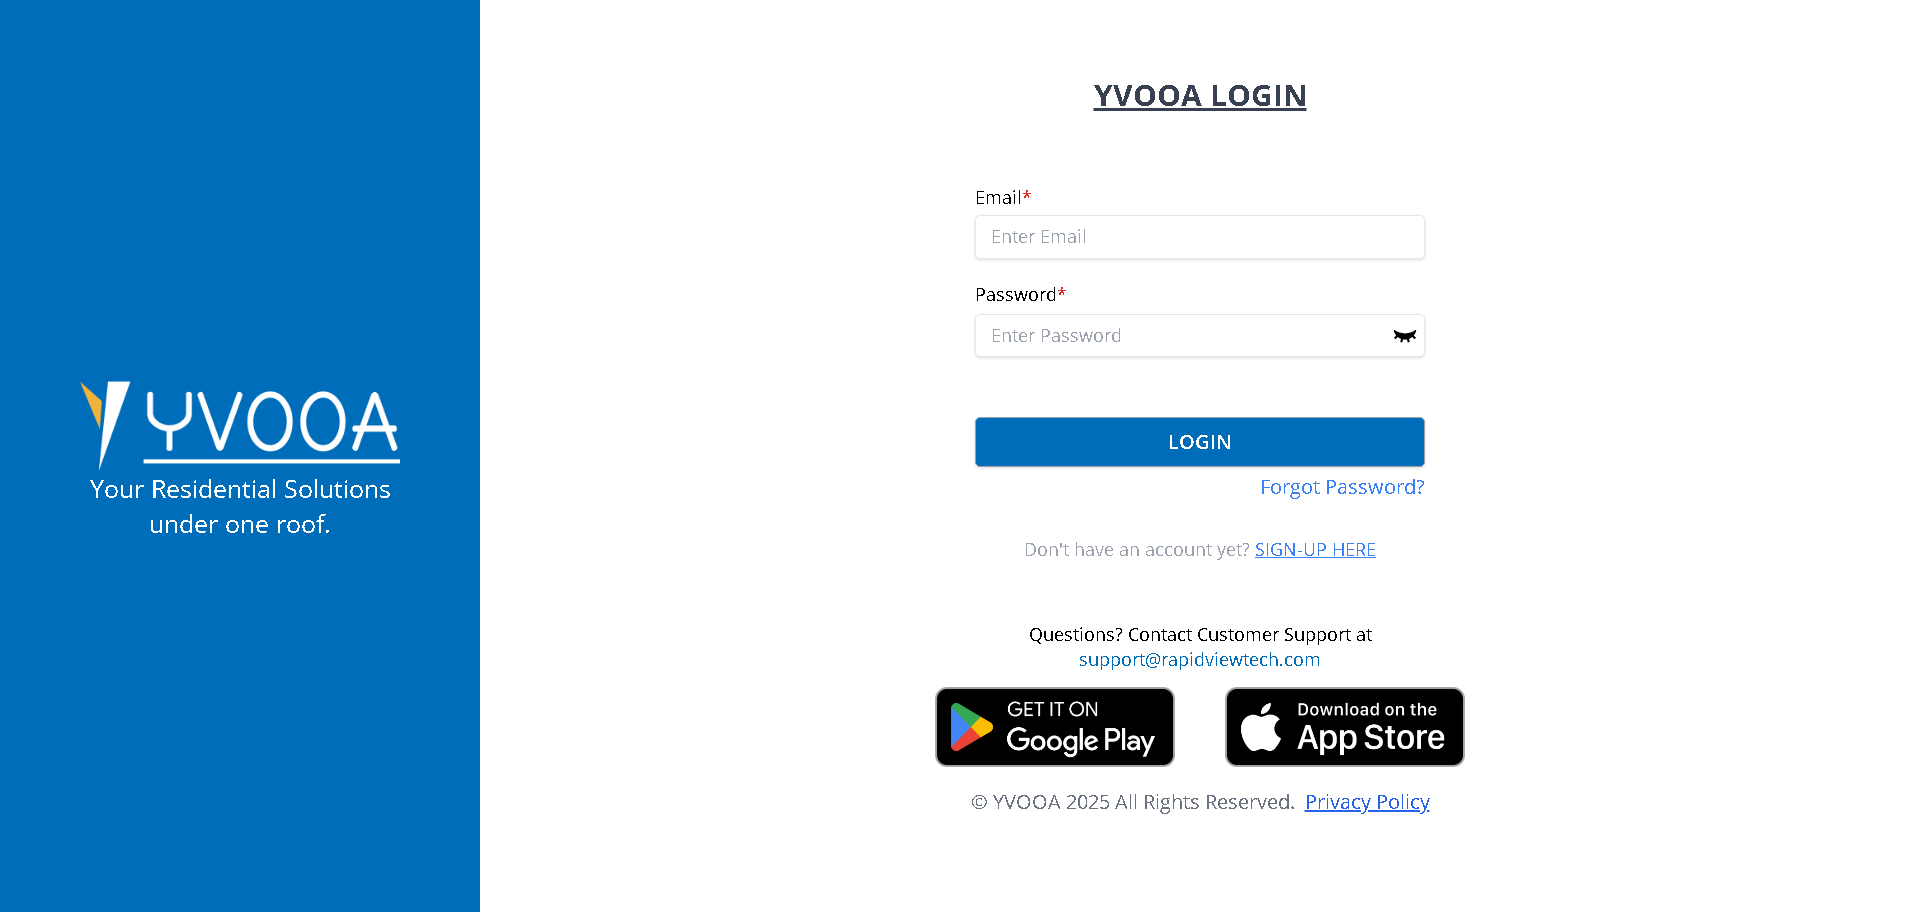 YVOOA
Your Residential Solutions
under one roof.
YVOOA LOGIN
Email*
Enter Email
Password*
Enter Password
LOGIN
Forgot Password?
Don't have an account yet? SIGN-UP HERE
Questions? Contact Customer Support at
support@rapidviewtech.com
GET IT ON
Google Play
Download on the
App Store
© YVOOA 2025 All Rights Reserved. Privacy Policy